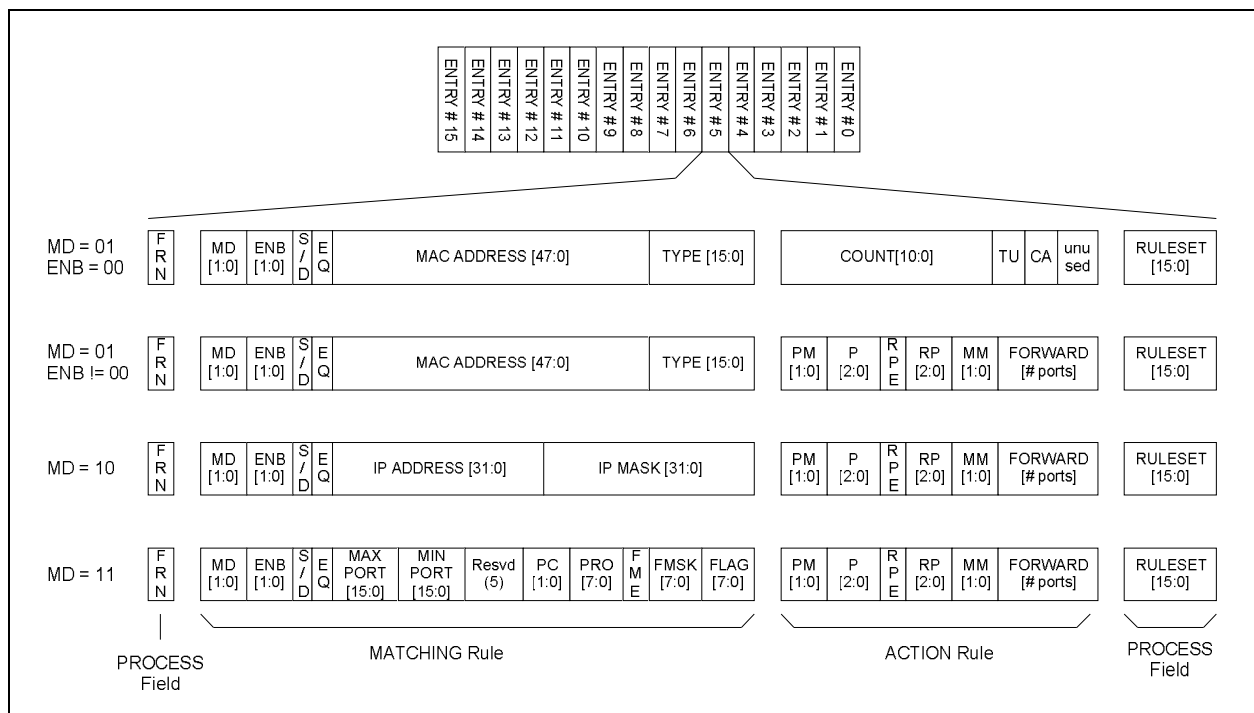 ENTRY # 15
ENTRY # 14
ENTRY # 13
ENTRY # 12
ENTRY # 11
ENTRY # 10
ENTRY #9
ENTRY #8
ENTRY #7
ENTRY #6
ENTRY #5
ENTRY #4
ENTRY #3
ENTRY #2
ENTRY #1
ENTRY #0
MD = 01
ENB = 00
FRN
MD
[1:0]
ENB
[1:0]
S/D
EQ
MAC ADDRESS [47:0]
TYPE [15:0]
COUNT[10:0]
TU
CA
unu
sed
RULESET
[15:0]
MD = 01
ENB != 00
FRN
MD
[1:0]
ENB
[1:0]
S/D
EQ
MAC ADDRESS [47:0]
TYPE [15:0]
PM
[1:0]
P
[2:0]
RPE
RP
[2:0]
MM
[1:0]
FORWARD
[# ports]
RULESET
[15:0]
MD = 10
FRN
MD
[1:0]
ENB
[1:0]
S/D
EQ
IP ADDRESS [31:0]
IP MASK [31:0]
PM
[1:0]
P
[2:0]
RPE
RP
[2:0]
MM
[1:0]
FORWARD
[# ports]
RULESET
[15:0]
MD = 11
FRN
MD
[1:0]
ENB
[1:0]
S/D
EQ
MAX
PORT
[15:0]
MIN
PORT
[15:0]
Resvd
(5)
PC
[1:0]
PRO
[7:0]
FME
FMSK
[7:0]
FLAG
[7:0]
PM
[1:0]
P
[2:0]
RPE
RP
[2:0]
MM
[1:0]
FORWARD
[# ports]
RULESET
[15:0]
PROCESS
Field
MATCHING Rule
ACTION Rule
PROCESS
Field